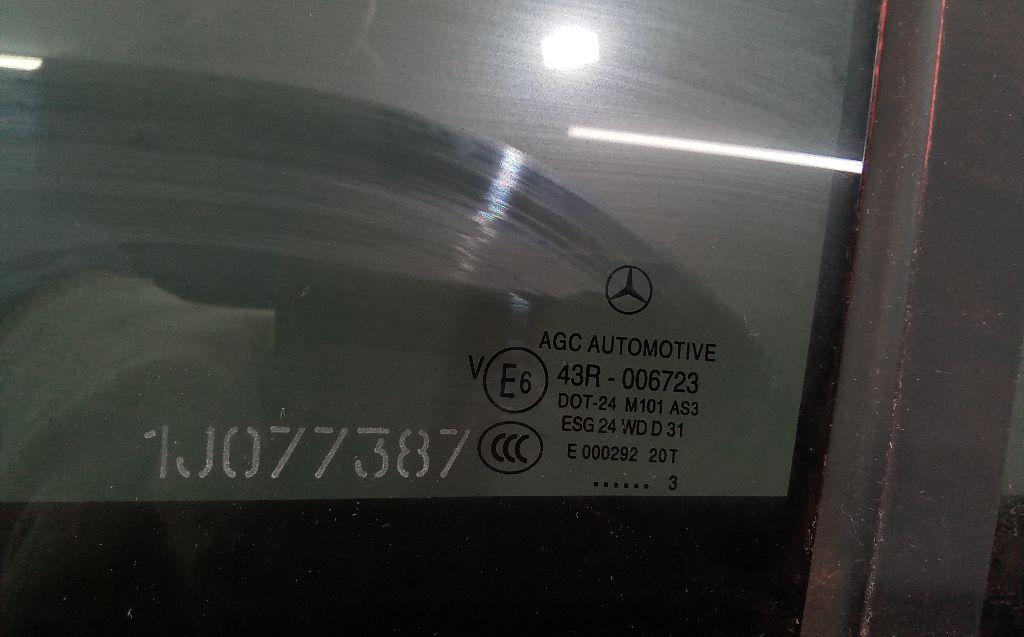 AGC AUTOMOTIVE
V E6 43R - 006723
DOT-24 M101 AS3
ESG 24 WD D 31
CCC E 000292 20T
...... 3
1J077387